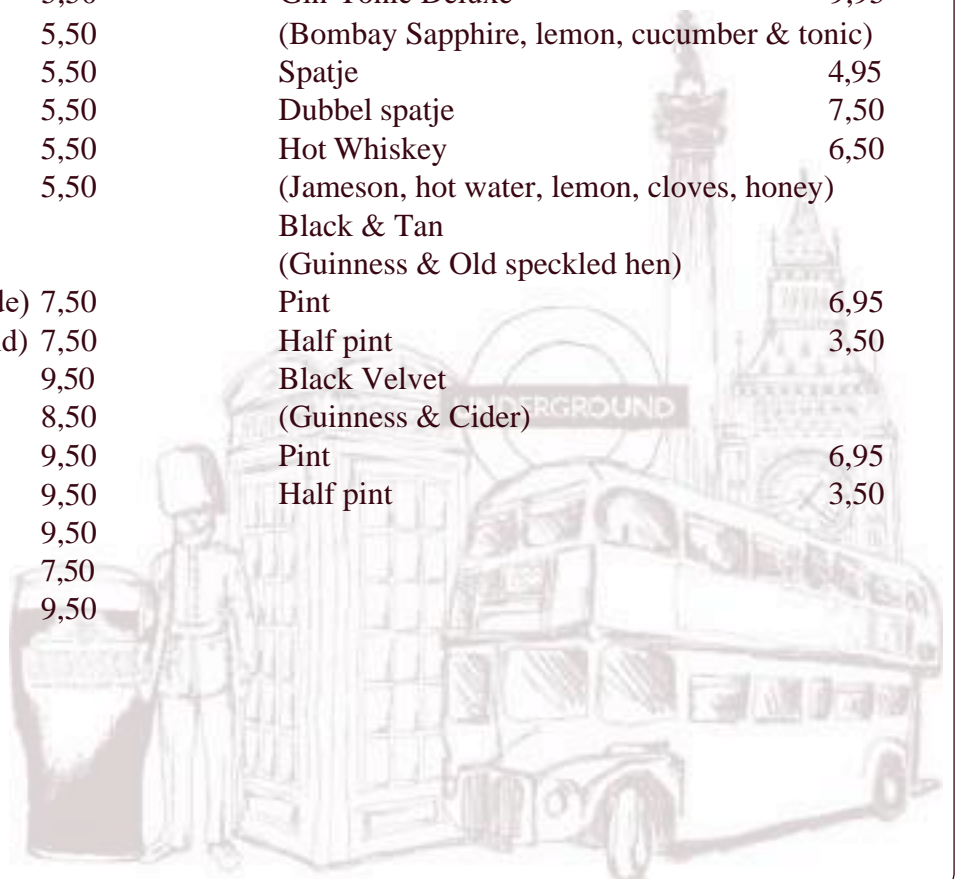 5,50
5,50
5,50
5,50
5,50
de) 7,50
d) 7,50
9,50
8,50
9,50
9,50
9,50
7,50
9,50
(Bombay Sapphire, lemon, cucumber & tonic)
Spatje 4,95
Dubbel spatje 7,50
Hot Whiskey 6,50
(Jameson, hot water, lemon, cloves, honey)
Black & Tan
(Guinness & Old speckled hen)
Pint 6,95
Half pint 3,50
Black Velvet
(Guinness & Cider)
Pint 6,95
Half pint 3,50
UNDERGROUND